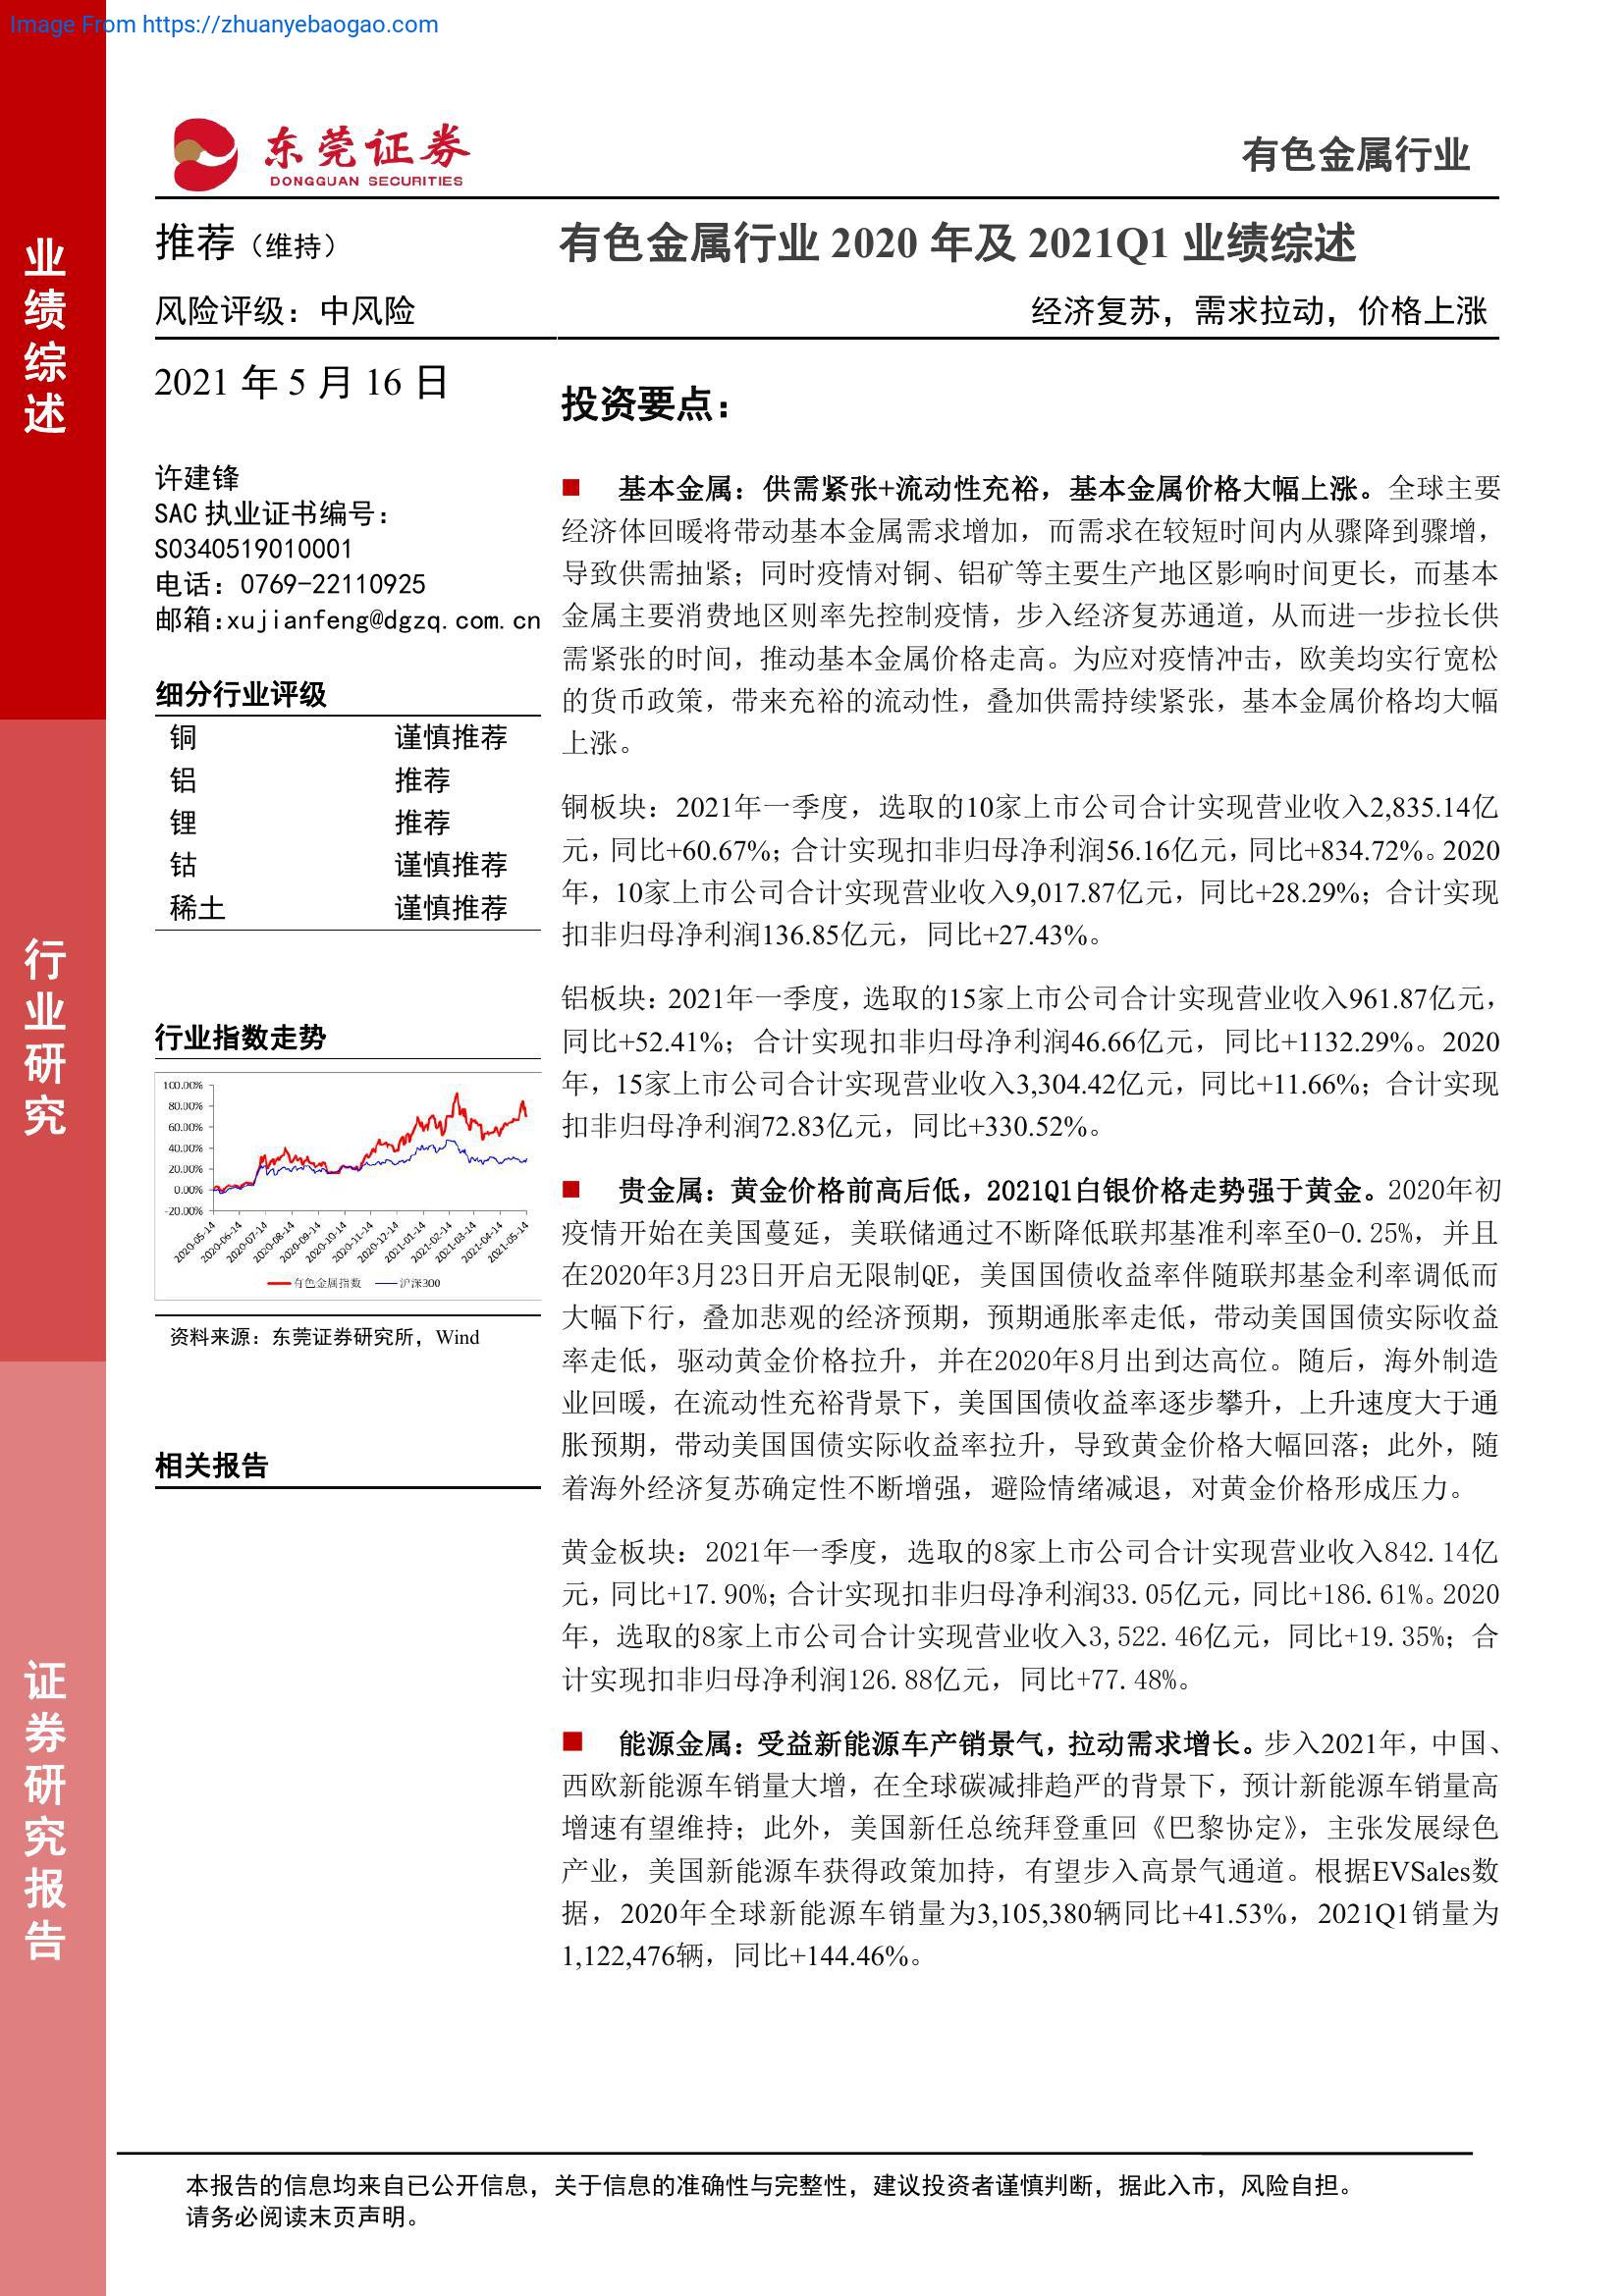 Image From https://zhuanyebaogao.com
业绩综述
行业研究
证券研究报告
东莞证券
DONGGUAN SECURITIES
有色金属行业
推荐（维持）
风险评级：中风险
2021 年 5 月 16 日
许建锋
SAC 执业证书编号：
S0340519010001
电话：0769-22110925
邮箱:xujianfeng@dgzq.com.cn
细分行业评级
铜 谨慎推荐
铝 推荐
锂 推荐
钴 谨慎推荐
稀土 谨慎推荐
行业指数走势
100.00%
80.00%
60.00%
40.00%
20.00%
0.00%
-20.00%
2020-05-14
2020-06-14
2020-07-14
2020-08-14
2020-09-14
2020-10-14
2020-11-14
2020-12-14
2021-01-14
2021-02-14
2021-03-14
2021-04-14
2021-05-14
有色金属指数 沪深300
资料来源：东莞证券研究所，Wind
相关报告
有色金属行业 2020 年及 2021Q1 业绩综述
经济复苏，需求拉动，价格上涨
投资要点：
■ 基本金属：供需紧张+流动性充裕，基本金属价格大幅上涨。全球主要
经济体回暖将带动基本金属需求增加，而需求在较短时间内从骤降到骤增，
导致供需抽紧；同时疫情对铜、铝矿等主要生产地区影响时间更长，而基本
金属主要消费地区则率先控制疫情，步入经济复苏通道，从而进一步拉长供
需紧张的时间，推动基本金属价格走高。为应对疫情冲击，欧美均实行宽松
的货币政策，带来充裕的流动性，叠加供需持续紧张，基本金属价格均大幅
上涨。
铜板块：2021年一季度，选取的10家上市公司合计实现营业收入2,835.14亿
元，同比+60.67%；合计实现扣非归母净利润56.16亿元，同比+834.72%。2020
年，10家上市公司合计实现营业收入9,017.87亿元，同比+28.29%；合计实现
扣非归母净利润136.85亿元，同比+27.43%。
铝板块：2021年一季度，选取的15家上市公司合计实现营业收入961.87亿元，
同比+52.41%；合计实现扣非归母净利润46.66亿元，同比+1132.29%。2020
年，15家上市公司合计实现营业收入3,304.42亿元，同比+11.66%；合计实现
扣非归母净利润72.83亿元，同比+330.52%。
■ 贵金属：黄金价格前高后低，2021Q1白银价格走势强于黄金。2020年初
疫情开始在美国蔓延，美联储通过不断降低联邦基准利率至0-0.25%，并且
在2020年3月23日开启无限制QE，美国国债收益率伴随联邦基金利率调低而
大幅下行，叠加悲观的经济预期，预期通胀率走低，带动美国国债实际收益
率走低，驱动黄金价格拉升，并在2020年8月出到达高位。随后，海外制造
业回暖，在流动性充裕背景下，美国国债收益率逐步攀升，上升速度大于通
胀预期，带动美国国债实际收益率拉升，导致黄金价格大幅回落；此外，随
着海外经济复苏确定性不断增强，避险情绪减退，对黄金价格形成压力。
黄金板块：2021年一季度，选取的8家上市公司合计实现营业收入842.14亿
元，同比+17.90%；合计实现扣非归母净利润33.05亿元，同比+186.61%。2020
年，选取的8家上市公司合计实现营业收入3,522.46亿元，同比+19.35%；合
计实现扣非归母净利润126.88亿元，同比+77.48%。
■ 能源金属：受益新能源车产销景气，拉动需求增长。步入2021年，中国、
西欧新能源车销量大增，在全球碳减排趋严的背景下，预计新能源车销量高
增速有望维持；此外，美国新任总统拜登重回《巴黎协定》，主张发展绿色
产业，美国新能源车获得政策加持，有望步入高景气通道。根据EVSales数
据，2020年全球新能源车销量为3,105,380辆同比+41.53%，2021Q1销量为
1,122,476辆，同比+144.46%。
本报告的信息均来自已公开信息，关于信息的准确性与完整性，建议投资者谨慎判断，据此入市，风险自担。
请务必阅读末页声明。